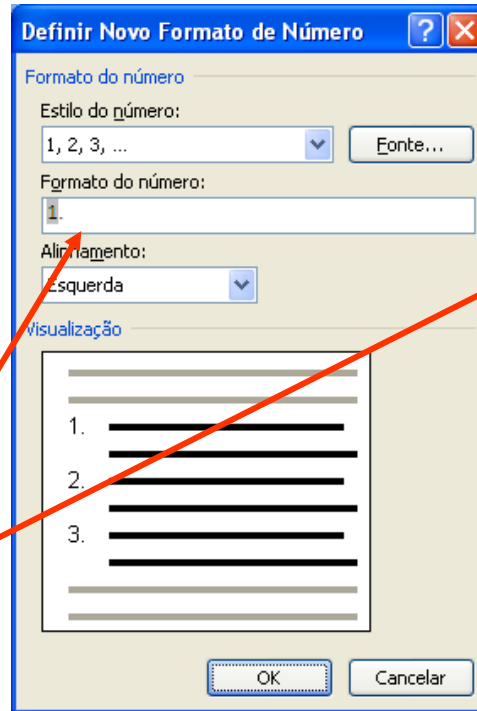 Definir Novo Formato de Número
Formato do número
Estilo do número:
1, 2, 3, ...
Fonte...
Formato do número:
1.
Alinhamento:
Esquerda
Visualização
1.
2.
3.
OK
Cancelar